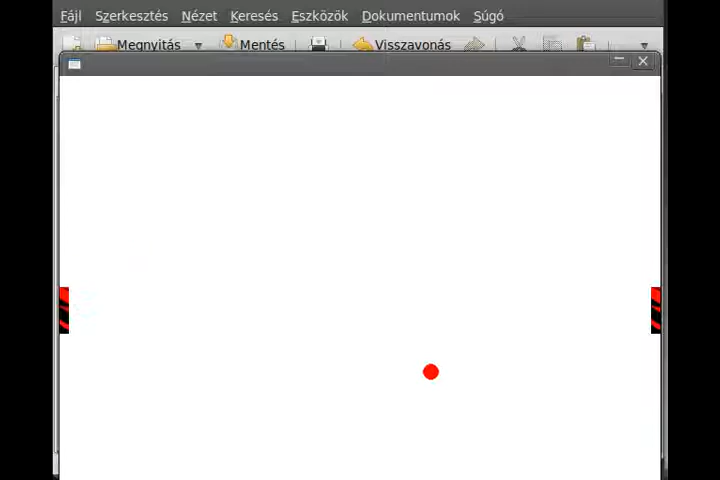 Fájl Szerkesztés Nézet Keresés Eszközök Dokumentumok Súgó
Megnyitás Mentés Visszavonás